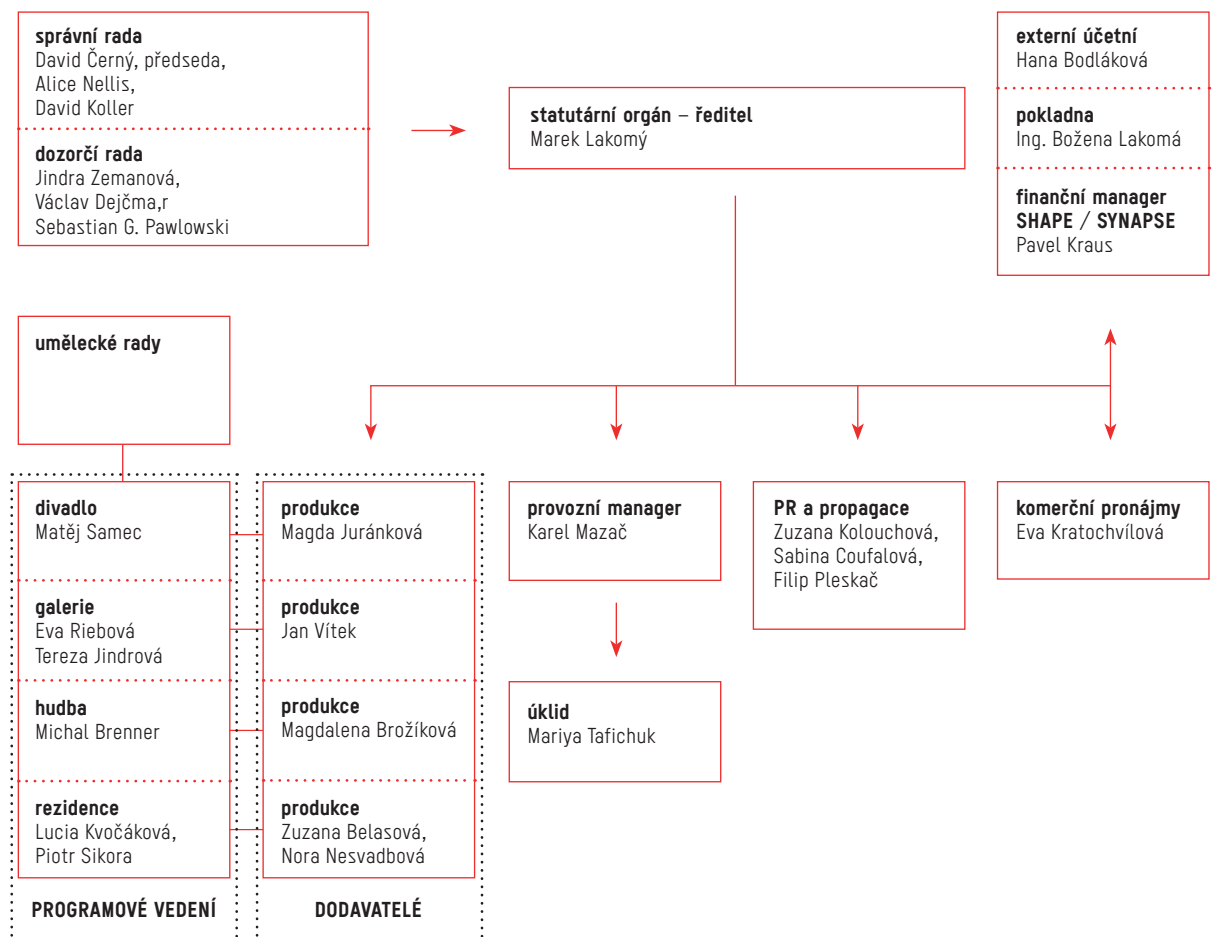 správní rada
David Černý, předseda,
Alice Nellis,
David Koller
dozorčí rada
Jindra Zemanová,
Václav Dejčma,r
Sebastian G. Pawlowski
statutární orgán – ředitel
Marek Lakomý
externí účetní
Hana Bodláková
pokladna
Ing. Božena Lakomá
finanční manager
SHAPE / SYNAPSE
Pavel Kraus
umělecké rady
divadlo
Matěj Samec
galerie
Eva Riebová
Tereza Jindrová
hudba
Michal Brenner
rezidence
Lucia Kvočáková,
Piotr Sikora
PROGRAMOVÉ VEDENÍ
produkce
Magda Juránková
produkce
Jan Vítek
produkce
Magdalena Brožíková
produkce
Zuzana Belasová,
Nora Nesvadbová
DODAVATELÉ
provozní manager
Karel Mazač
úklid
Mariya Tafichuk
PR a propagace
Zuzana Kolouchová,
Sabina Coufalová,
Filip Pleskač
komerční pronájmy
Eva Kratochvílová